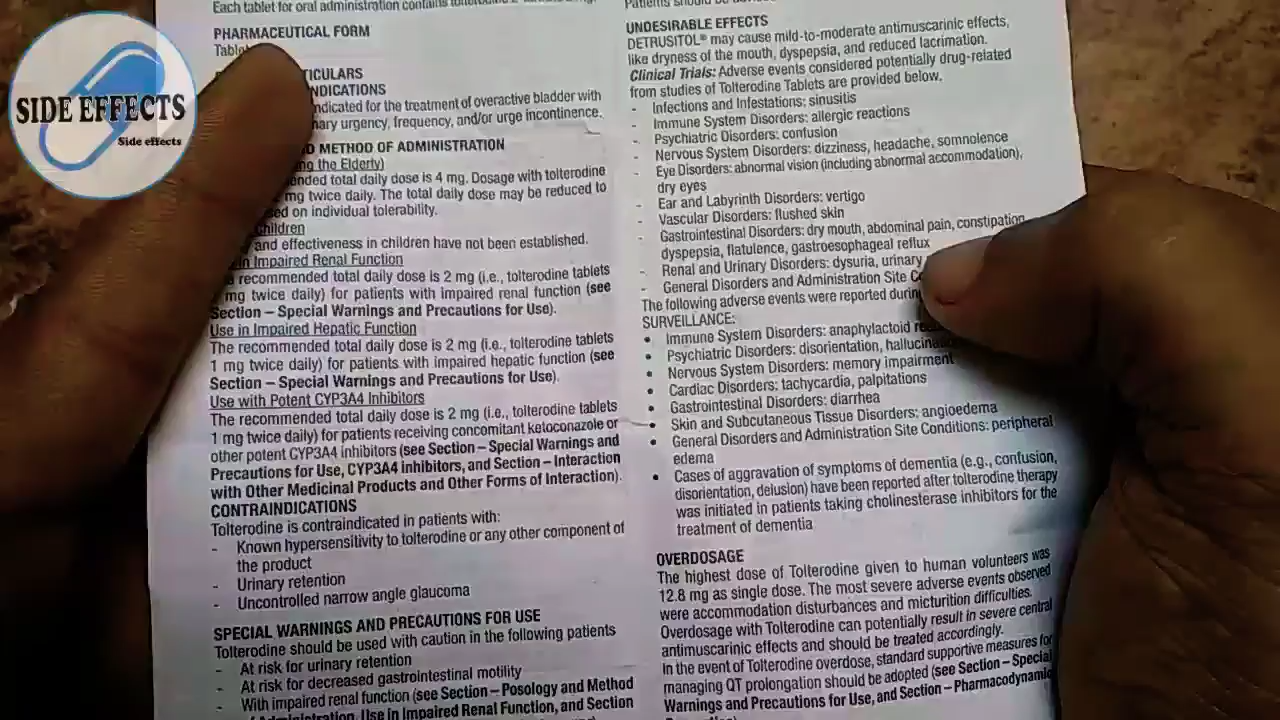 SIDE EFFECTS
Side effects
Each tablet for oral administration contains tolterodine
PHARMACEUTICAL FORM
ICULARS
NDICATIONS
ndicated for the treatment of overactive bladder with
urgency, frequency, and/or urge incontinence.
METHOD OF ADMINISTRATION
ng the Elderly)
total daily dose is 4 mg. Dosage with tolterodine
mg twice daily. The total daily dose may be reduced to
on individual tolerability.
and effectiveness in children have not been established.
in Impaired Renal Function
recommended total daily dose is 2 mg (i.e., tolterodine tablets
mg twice daily) for patients with impaired renal function (see
Section – Special Warnings and Precautions for Use).
Use in Impaired Hepatic Function
The recommended total daily dose is 2 mg (i.e., tolterodine tablets
1 mg twice daily) for patients with impaired hepatic function (see
Section – Special Warnings and Precautions for Use).
Use with Potent CYP3A4 Inhibitors
The recommended total daily dose is 2 mg (i.e., tolterodine tablets
1 mg twice daily) for patients receiving concomitant ketoconazole or
other potent CYP3A4 inhibitors (see Section – Special Warnings and
Precautions for Use, CYP3A4 Inhibitors, and Section – Interaction
with Other Medicinal Products and Other Forms of Interaction).
CONTRAINDICATIONS
Tolterodine is contraindicated in patients with:
- Known hypersensitivity to tolterodine or any other component of
the product
- Urinary retention
- Uncontrolled narrow angle glaucoma
SPECIAL WARNINGS AND PRECAUTIONS FOR USE
Tolterodine should be used with caution in the following patients
- At risk for urinary retention
- At risk for decreased gastrointestinal motility
- With impaired renal function (see Section – Posology and Method
Administration, Use in Impaired Renal Function, and Section
Patients should be
UNDESIRABLE EFFECTS
DETRUSITOL® may cause mild-to-moderate antimuscarinic effects,
like dryness of the mouth, dyspepsia, and reduced lacrimation.
Clinical Trials: Adverse events considered potentially drug-related
from studies of Tolterodine Tablets are provided below.
- Infections and Infestations: sinusitis
- Immune System Disorders: allergic reactions
- Psychiatric Disorders: confusion
- Nervous System Disorders: dizziness, headache, somnolence
- Eye Disorders: abnormal vision (including abnormal accommodation),
dry eyes
- Ear and Labyrinth Disorders: vertigo
- Vascular Disorders: flushed skin
- Gastrointestinal Disorders: dry mouth, abdominal pain, constipation,
dyspepsia, flatulence, gastroesophageal reflux
- Renal and Urinary Disorders: dysuria, urinary
- General Disorders and Administration Site
The following adverse events were reported during
SURVEILLANCE:
• Immune System Disorders: anaphylactoid
• Psychiatric Disorders: disorientation,
• Nervous System Disorders: memory impairment
• Cardiac Disorders: tachycardia, palpitations
• Gastrointestinal Disorders: diarrhea
• Skin and Subcutaneous Tissue Disorders: angioedema
• General Disorders and Administration Site Conditions: peripheral
edema
• Cases of aggravation of symptoms of dementia (e.g., confusion,
disorientation, delusion) have been reported after tolterodine therapy
was initiated in patients taking cholinesterase inhibitors for the
treatment of dementia
OVERDOSAGE
The highest dose of Tolterodine given to human volunteers was
12.8 mg as single dose. The most severe adverse events observed
were accommodation disturbances and micturition difficulties.
Overdosage with Tolterodine can potentially result in severe central
antimuscarinic effects and should be treated accordingly.
In the event of Tolterodine overdose, standard supportive measures for
managing QT prolongation should be adopted (see Section – Special
Warnings and Precautions for Use, and Section – Pharmacodynamic